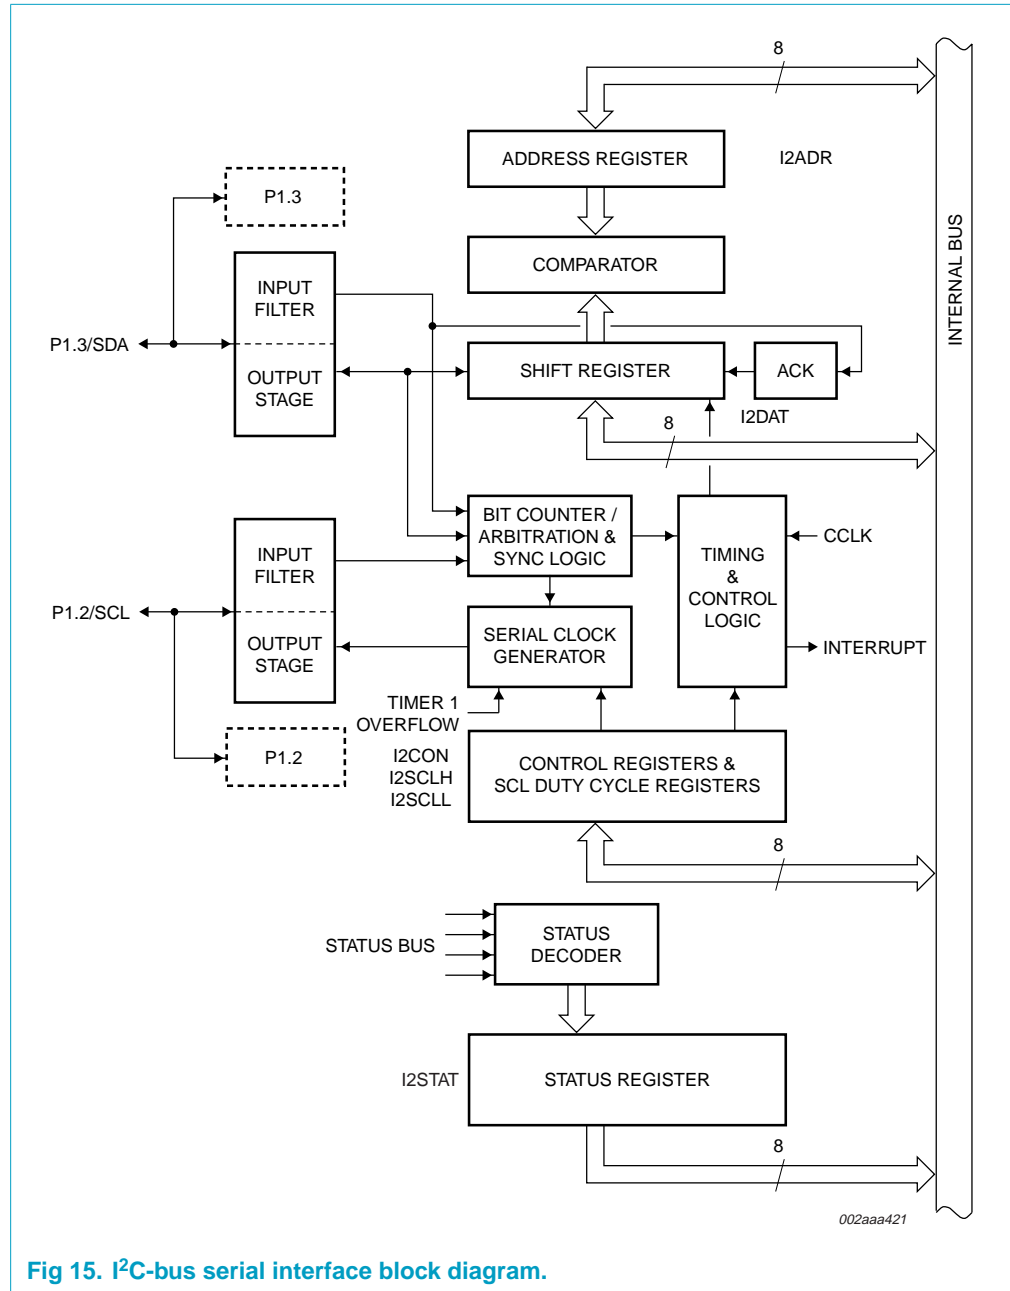 8
ADDRESS REGISTER
I2ADR
P1.3
COMPARATOR
INTERNAL BUS
INPUT
FILTER
P1.3/SDA
OUTPUT
STAGE
SHIFT REGISTER
ACK
I2DAT
8
BIT COUNTER /
ARBITRATION &
SYNC LOGIC
INPUT
FILTER
TIMING
&
CONTROL
LOGIC
CCLK
P1.2/SCL
OUTPUT
STAGE
SERIAL CLOCK
GENERATOR
INTERRUPT
TIMER 1
OVERFLOW
P1.2
I2CON
I2SCLH
I2SCLL
CONTROL REGISTERS &
SCL DUTY CYCLE REGISTERS
8
STATUS BUS
STATUS
DECODER
I2STAT
STATUS REGISTER
8
002aaa421
Fig 15. I²C-bus serial interface block diagram.